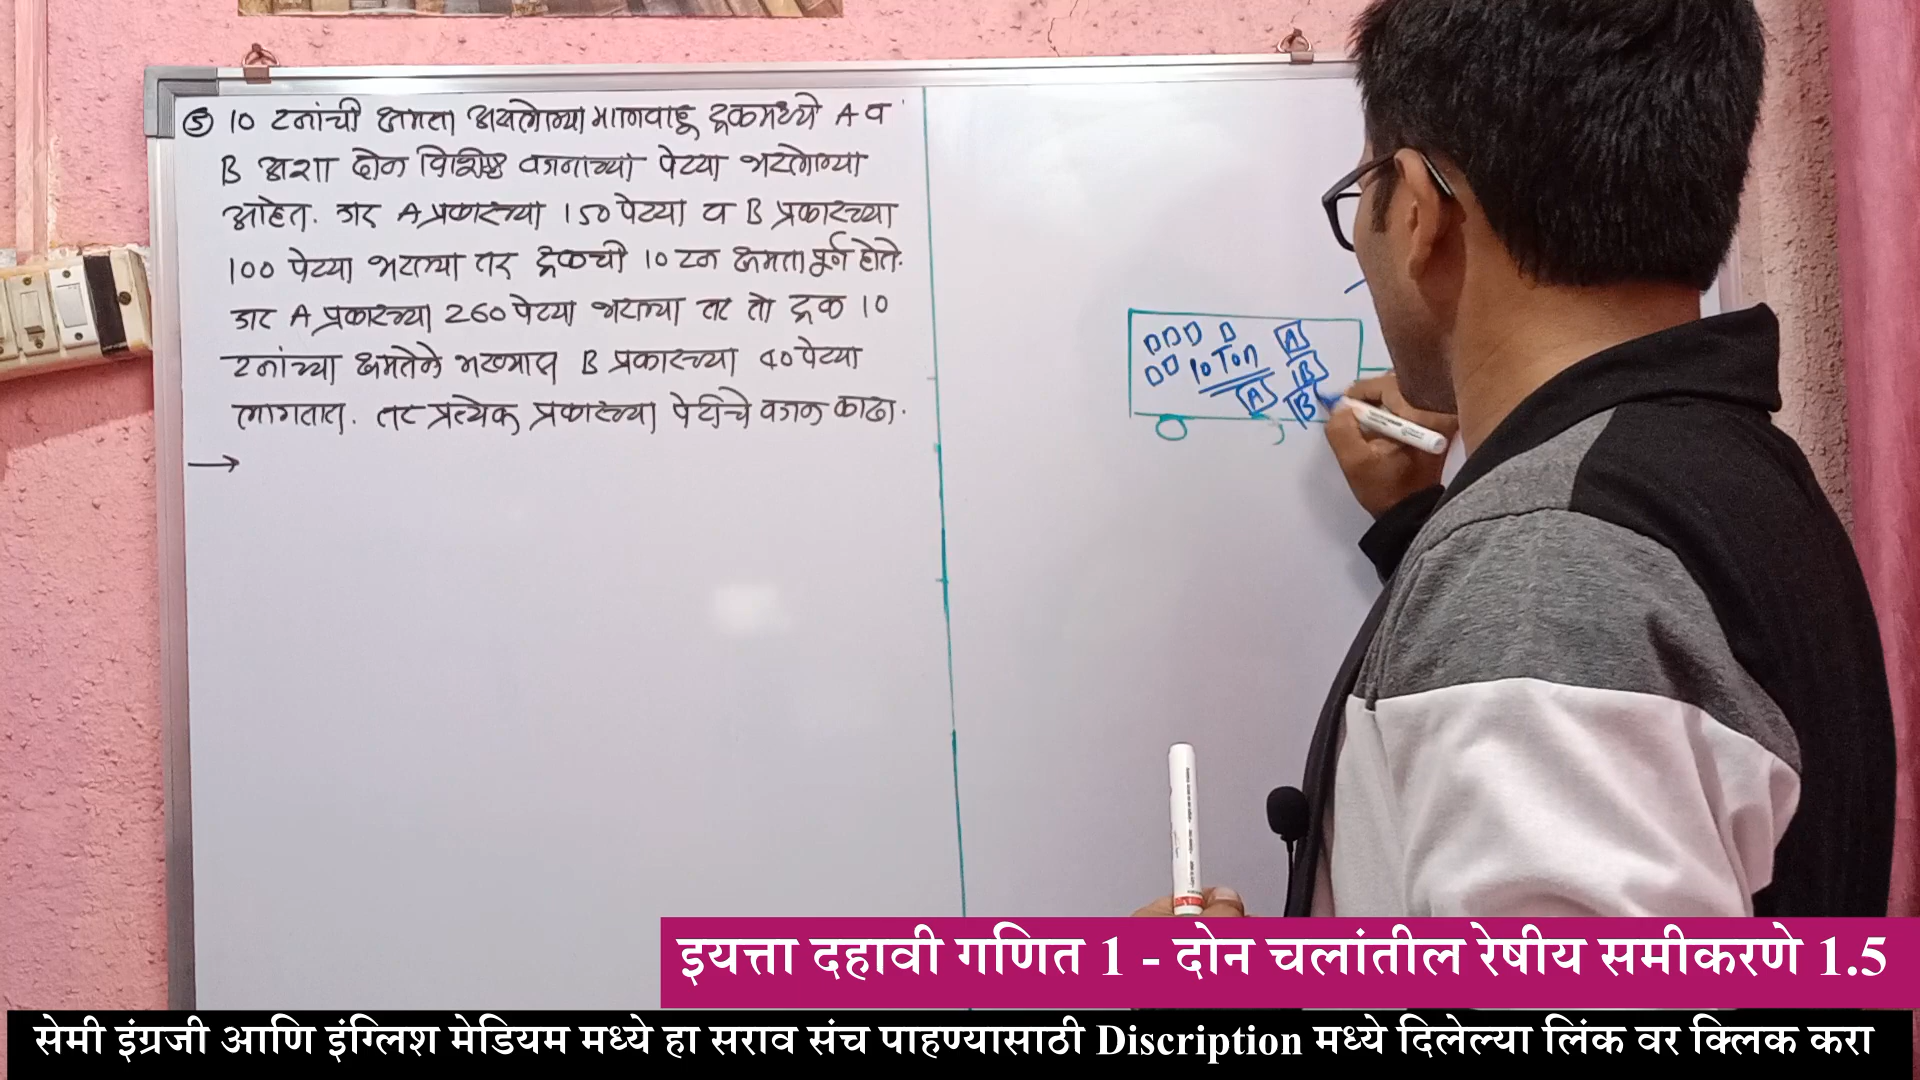 ⑤ 10 टनांची क्षमता असलेल्या मालवाहू ट्रकमध्ये A व
B अशा दोन विशिष्ट वजनाच्या पेट्या भरलेल्या
आहेत. जर A प्रकारच्या 150 पेट्या व B प्रकारच्या
100 पेट्या भरल्या तर ट्रकची 10 टन क्षमता पूर्ण होते.
जर A प्रकारच्या 260 पेट्या भरल्या तर तो ट्रक 10
टनांच्या क्षमतेने भरण्यास B प्रकारच्या 40 पेट्या
लागतात. तर प्रत्येक प्रकारच्या पेटीचे वजन काढा.
→
10 Ton
A
B
A
B
इयत्ता दहावी गणित 1 - दोन चलांतील रेषीय समीकरणे 1.5
सेमी इंग्रजी आणि इंग्लिश मेडियम मध्ये हा सराव संच पाहण्यासाठी Discription मध्ये दिलेल्या लिंक वर क्लिक करा